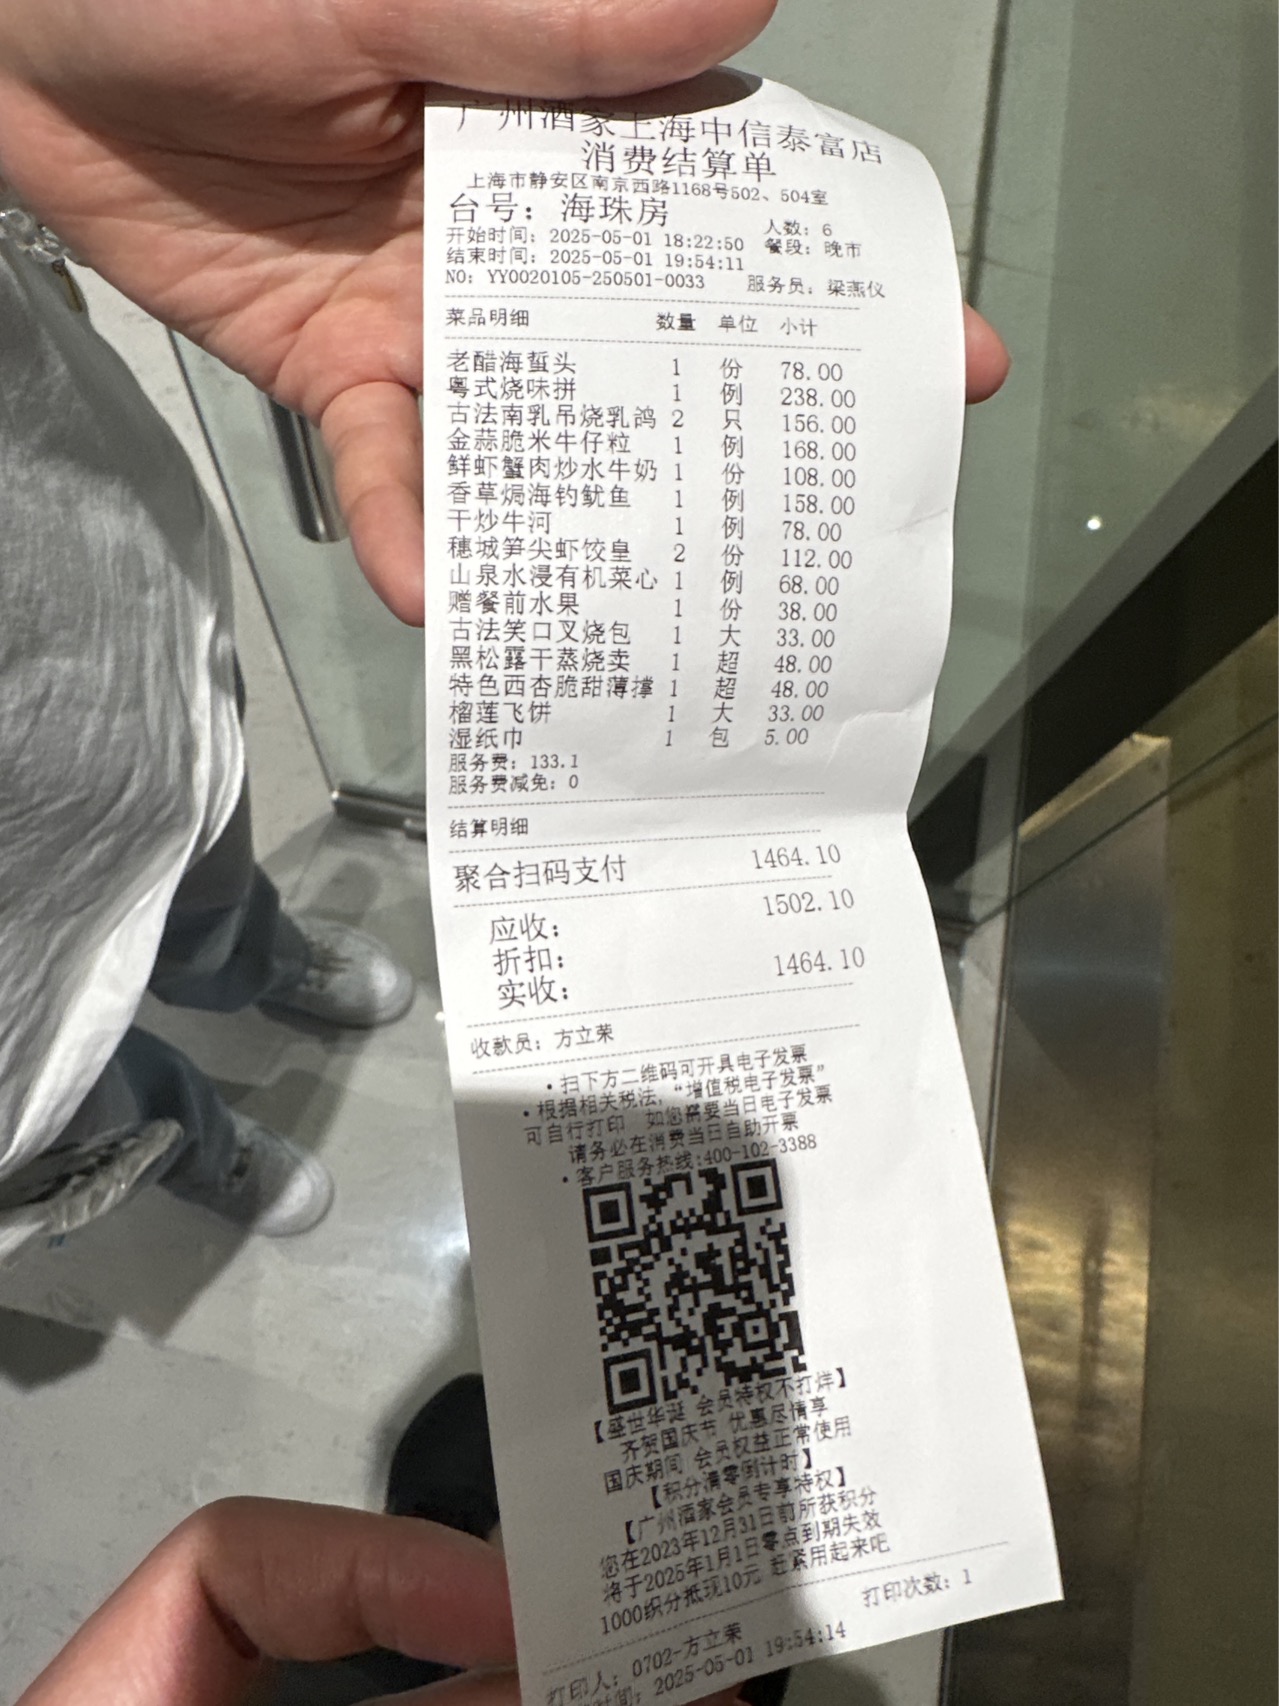 广州酒家上海中信泰富店
消费结算单
上海市静安区南京西路1168号502、504室
台号：海珠房 人数：6
开始时间：2025-05-01 18:22:50 餐段：晚市
结束时间：2025-05-01 19:54:11
NO：YY0020105-250501-0033 服务员：梁燕仪
菜品明细 数量 单位 小计
老醋海蜇头 1 份 78.00
粤式烧味拼 1 例 238.00
古法南乳吊烧乳鸽 2 只 156.00
金蒜脆米牛仔粒 1 例 168.00
鲜虾蟹肉炒水牛奶 1 份 108.00
香草焗海钓鱿鱼 1 例 158.00
干炒牛河 1 例 78.00
穗城笋尖虾饺皇 2 份 112.00
山泉水浸有机菜心 1 例 68.00
赠餐前水果 1 份 38.00
古法笑口叉烧包 1 大 33.00
黑松露干蒸烧卖 1 超 48.00
特色西杏脆甜薄撑 1 超 48.00
榴莲飞饼 1 大 33.00
湿纸巾 1 包 5.00
服务费：133.1
服务费减免：0
结算明细
聚合扫码支付 1464.10
应收： 1502.10
折扣：
实收： 1464.10
收款员：方立荣
·扫下方二维码可开具电子发票
·根据相关税法，“增值税电子发票”
可自行打印 如您需要当日电子发票
请务必在消费当日自助开票
·客户服务热线:400-102-3388
【盛世华诞 会员特权不打烊】
齐贺国庆节 优惠尽情享
国庆期间 会员权益正常使用
【积分清零倒计时】
【广州酒家会员专享特权】
您在2023年12月31日前所获积分
将于2025年1月1日零点到期失效
1000积分抵现10元 赶紧用起来吧
打印次数：1
打印人：0702-方立荣
时间：2025-05-01 19:54:14